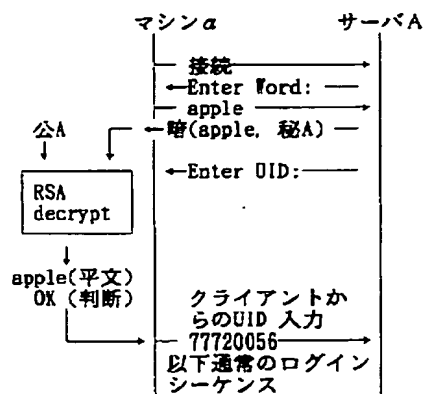 マシンα
サーバA
接続
Enter Word:
apple
公A
暗(apple, 秘A)
Enter UID:
RSA
decrypt
apple(平文)
OK(判断)
クライアントか
らのUID 入力
77720056
以下通常のログイン
シーケンス